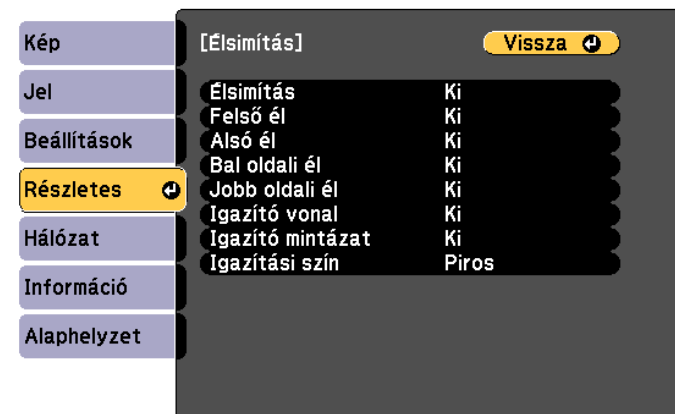 Kép
Jel
Beállítások
Részletes
Hálózat
Információ
Alaphelyzet
[Élsimítás] Vissza
Élsimítás Ki
Felső él Ki
Alsó él Ki
Bal oldali él Ki
Jobb oldali él Ki
Igazító vonal Ki
Igazító mintázat Ki
Igazítási szín Piros